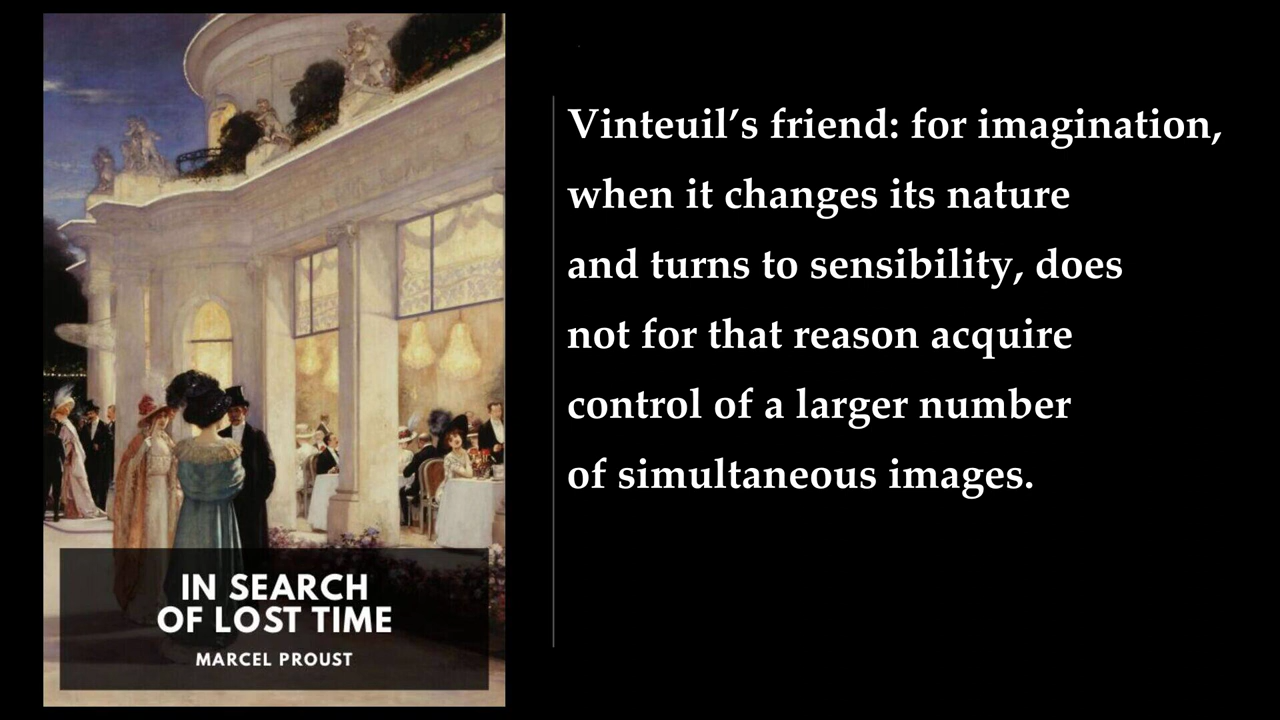 Vinteuil’s friend: for imagination,
when it changes its nature
and turns to sensibility, does
not for that reason acquire
control of a larger number
of simultaneous images.
IN SEARCH
OF LOST TIME
MARCEL PROUST